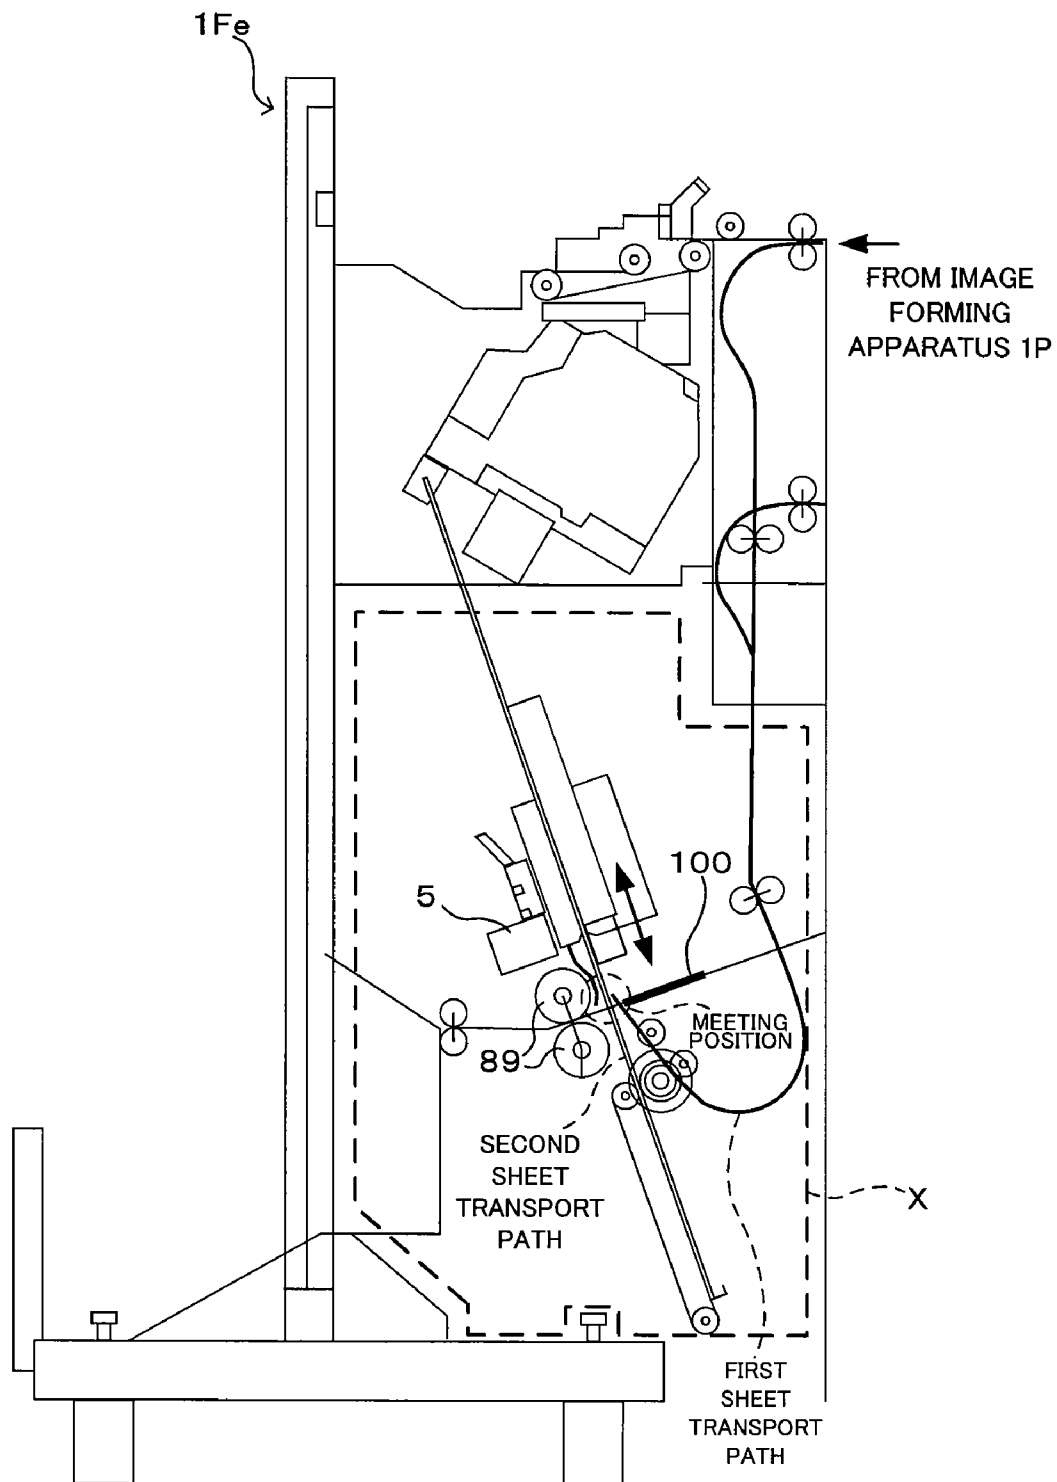 1Fe
FROM IMAGE
FORMING
APPARATUS 1P
100
5
MEETING
POSITION
89
SECOND
SHEET
TRANSPORT
PATH
X
FIRST
SHEET
TRANSPORT
PATH